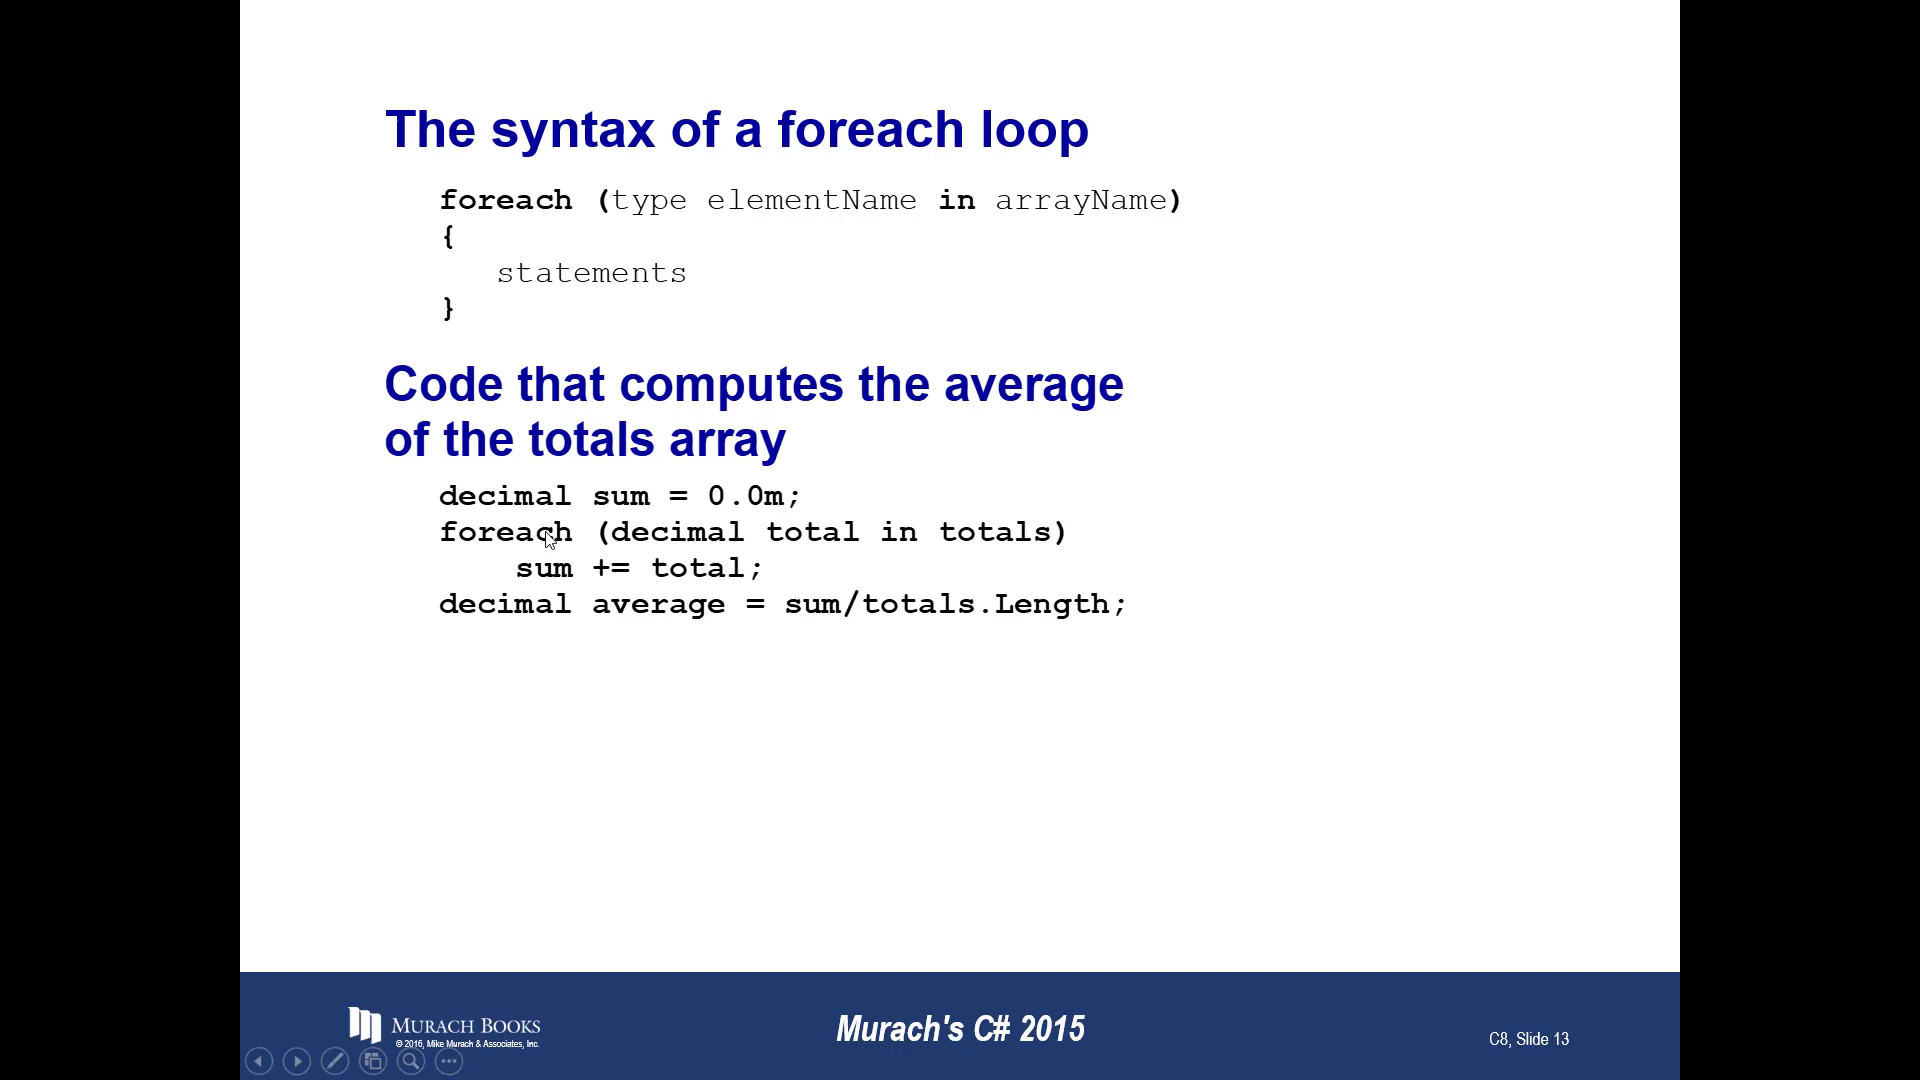 The syntax of a foreach loop
foreach (type elementName in arrayName)
{
statements
}
Code that computes the average
of the totals array
decimal sum = 0.0m;
foreach (decimal total in totals)
sum += total;
decimal average = sum/totals.Length;
MURACH BOOKS
© 2016, Mike Murach & Associates, Inc.
Murach's C# 2015
C8, Slide 13